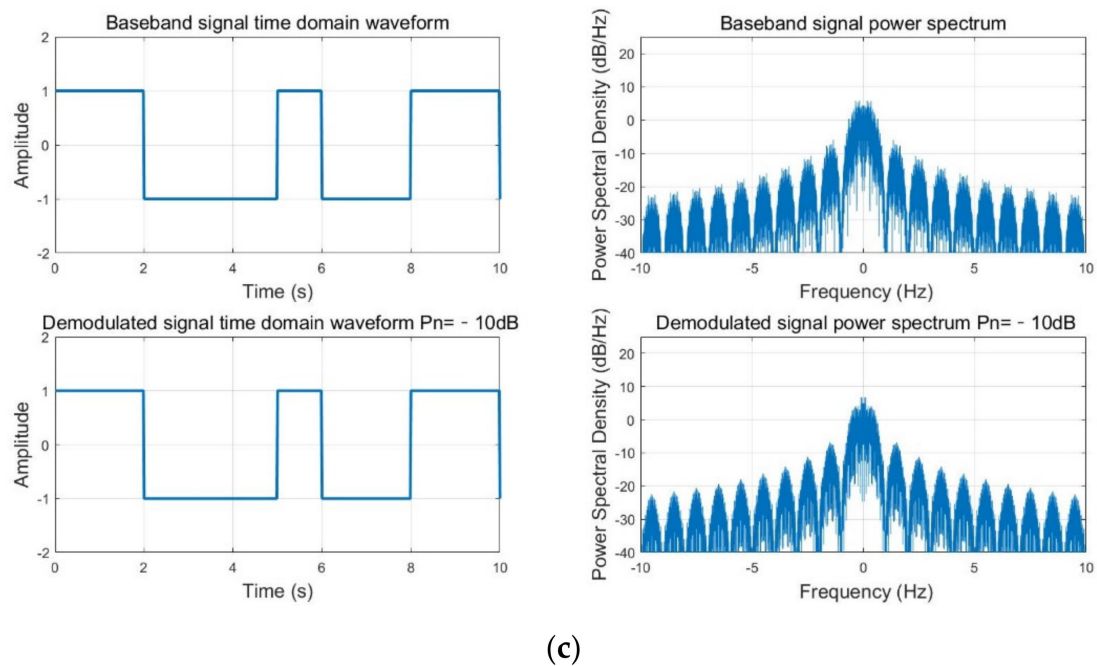 Baseband signal time domain waveform
2
1
0
-1
-2
Amplitude
0 2 4 6 8 10
Time (s)
Baseband signal power spectrum
20
10
0
-10
-20
-30
-40
Power Spectral Density (dB/Hz)
-10 -5 0 5 10
Frequency (Hz)
Demodulated signal time domain waveform Pn= - 10dB
2
1
0
-1
-2
Amplitude
0 2 4 6 8 10
Time (s)
Demodulated signal power spectrum Pn= - 10dB
20
10
0
-10
-20
-30
-40
Power Spectral Density (dB/Hz)
-10 -5 0 5 10
Frequency (Hz)
(c)